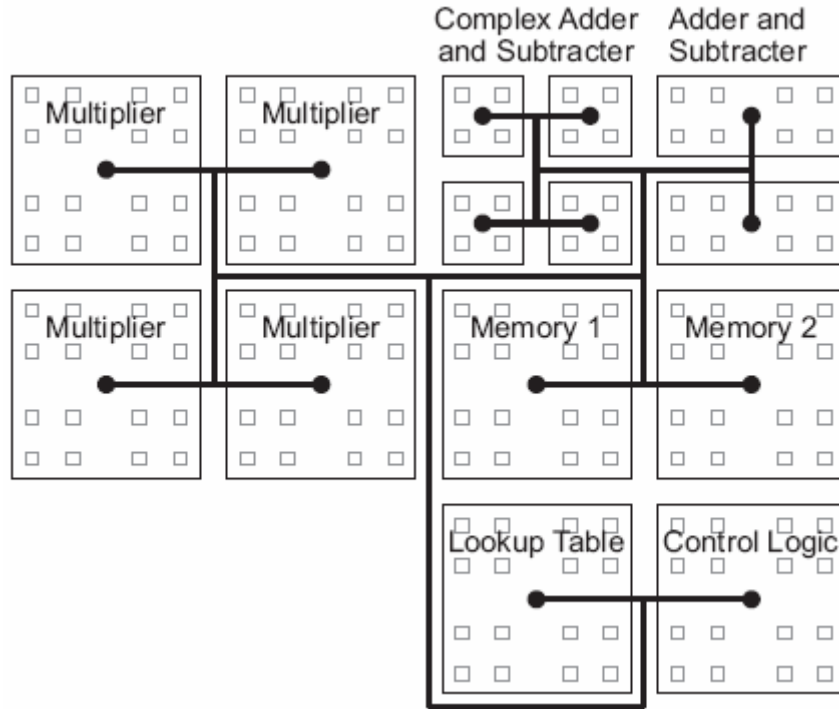 Complex Adder
and Subtracter
Adder and
Subtracter
Multiplier
Multiplier
Multiplier
Multiplier
Memory 1
Memory 2
Lookup Table
Control Logic